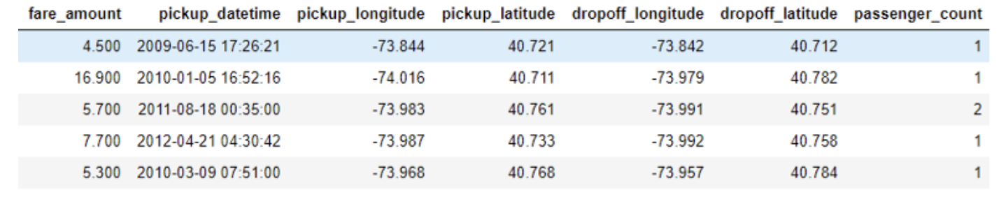 fare_amount pickup_datetime pickup_longitude pickup_latitude dropoff_longitude dropoff_latitude passenger_count
4.500 2009-06-15 17:26:21 -73.844 40.721 -73.842 40.712 1
16.900 2010-01-05 16:52:16 -74.016 40.711 -73.979 40.782 1
5.700 2011-08-18 00:35:00 -73.983 40.761 -73.991 40.751 2
7.700 2012-04-21 04:30:42 -73.987 40.733 -73.992 40.758 1
5.300 2010-03-09 07:51:00 -73.968 40.768 -73.957 40.784 1